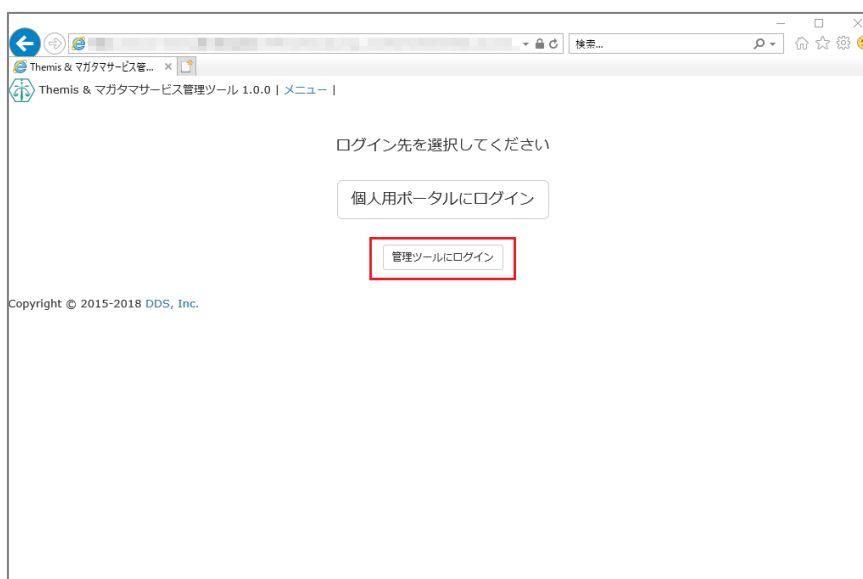 検索...
Themis & マガタマサービス管...
Themis & マガタマサービス管理ツール 1.0.0 | メニュー |
ログイン先を選択してください
個人用ポータルにログイン
管理ツールにログイン
Copyright © 2015-2018 DDS, Inc.